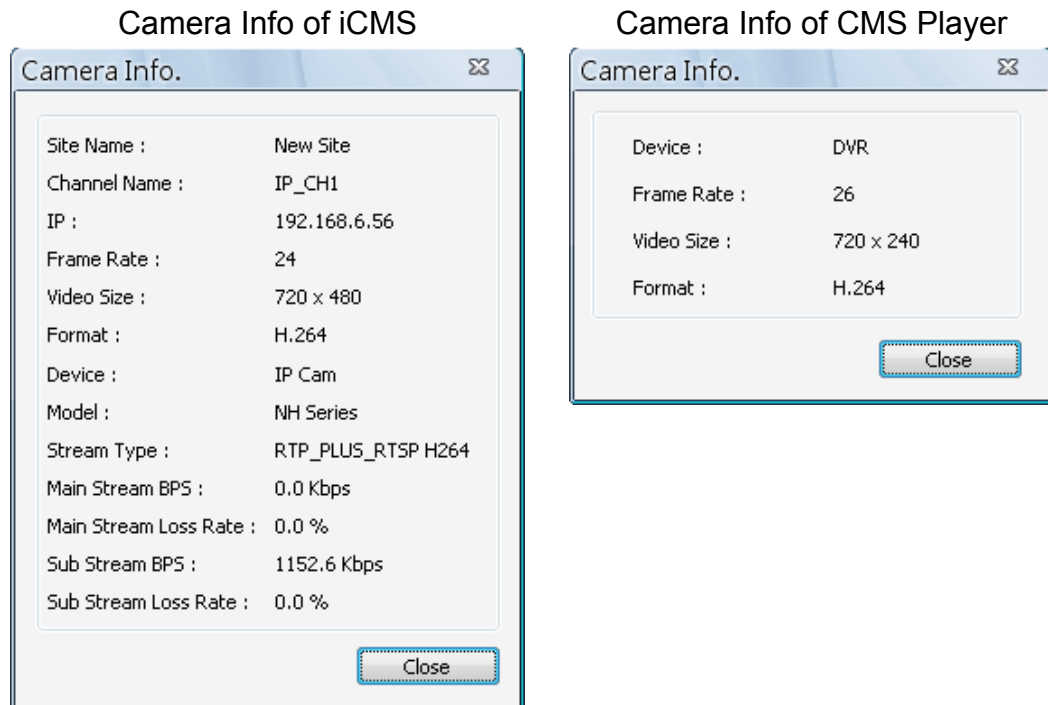 Camera Info of iCMS
Camera Info.
Site Name : New Site
Channel Name : IP_CH1
IP : 192.168.6.56
Frame Rate : 24
Video Size : 720 x 480
Format : H.264
Device : IP Cam
Model : NH Series
Stream Type : RTP_PLUS_RTSP H264
Main Stream BPS : 0.0 Kbps
Main Stream Loss Rate : 0.0 %
Sub Stream BPS : 1152.6 Kbps
Sub Stream Loss Rate : 0.0 %
Close
Camera Info of CMS Player
Camera Info.
Device : DVR
Frame Rate : 26
Video Size : 720 x 240
Format : H.264
Close